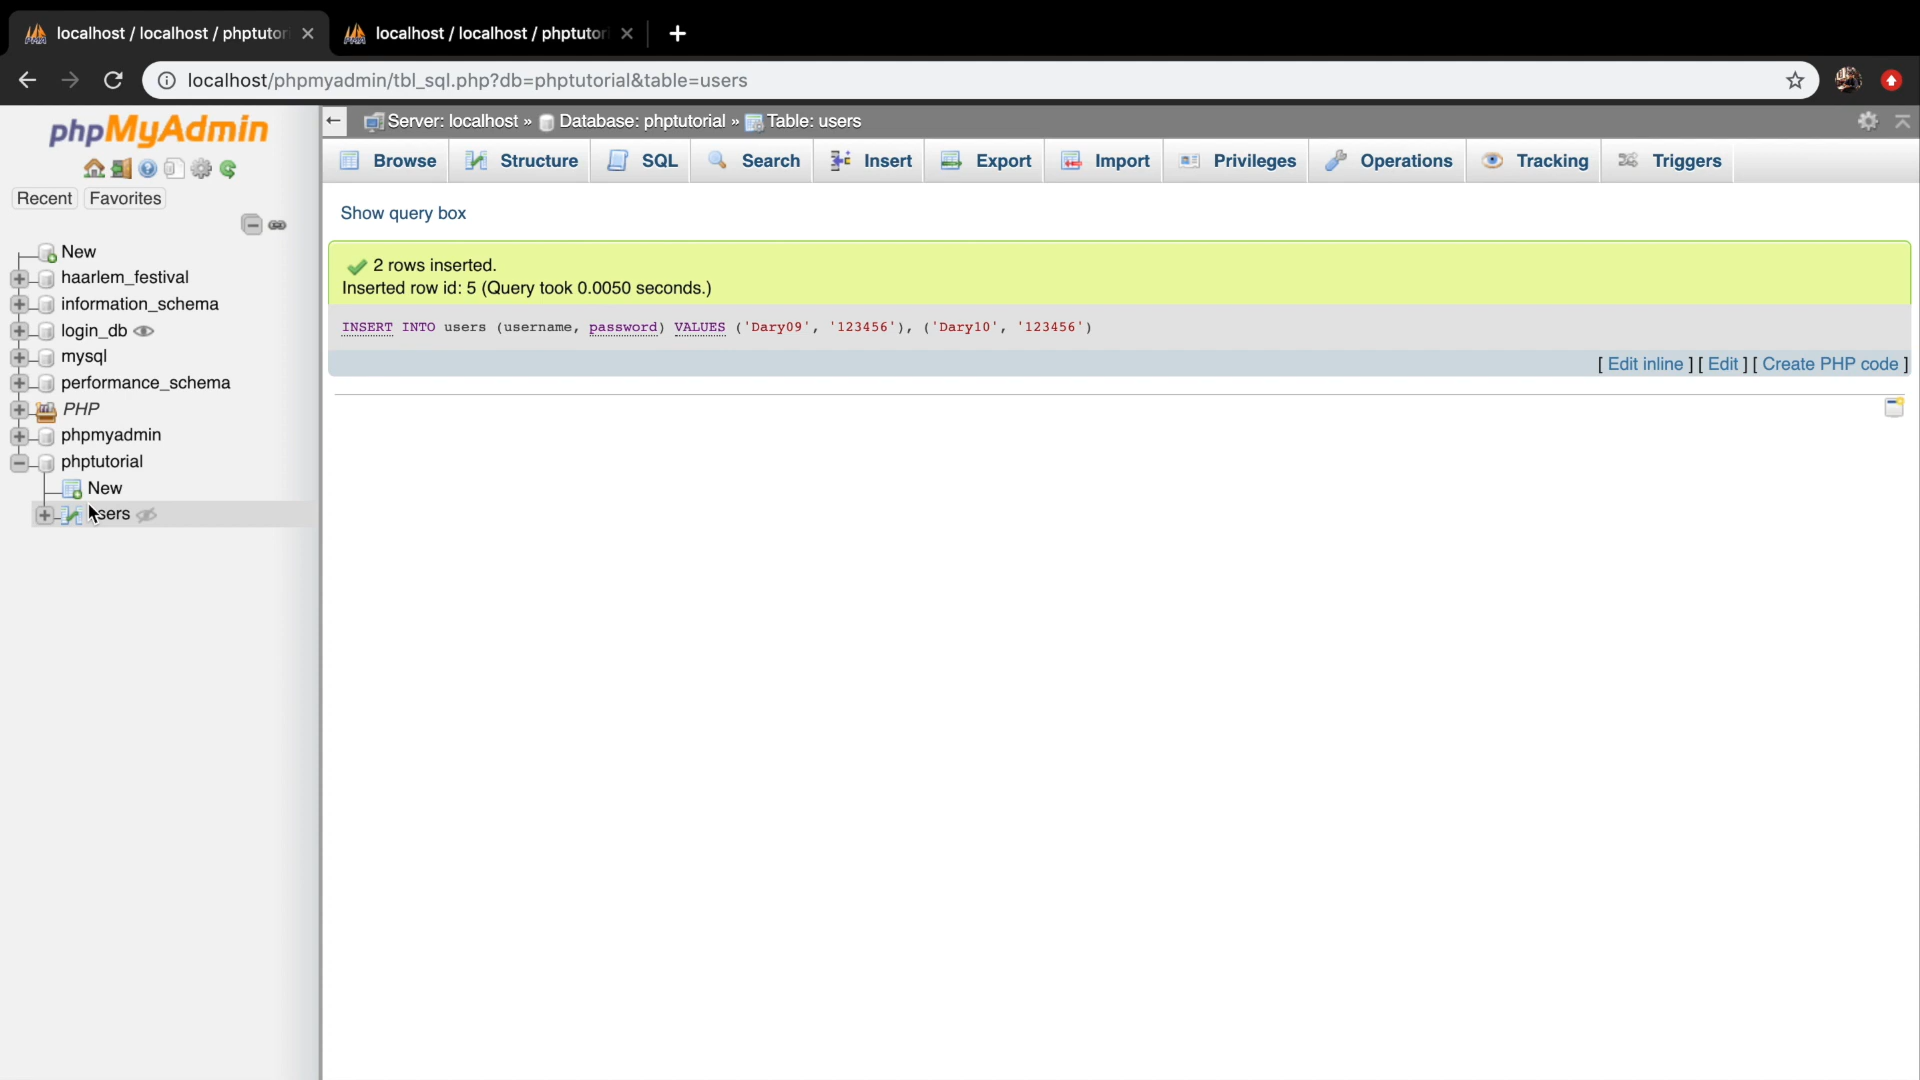 localhost / localhost / phptutor
localhost / localhost / phptutor
localhost/phpmyadmin/tbl_sql.php?db=phptutorial&table=users
phpMyAdmin
Recent Favorites
New
haarlem_festival
information_schema
login_db
mysql
performance_schema
PHP
phpmyadmin
phptutorial
New
sers
Server: localhost » Database: phptutorial » Table: users
Browse Structure SQL Search Insert Export Import Privileges Operations Tracking Triggers
Show query box
2 rows inserted.
Inserted row id: 5 (Query took 0.0050 seconds.)
INSERT INTO users (username, password) VALUES ('Dary09', '123456'), ('Dary10', '123456')
[ Edit inline ] [ Edit ] [ Create PHP code ]